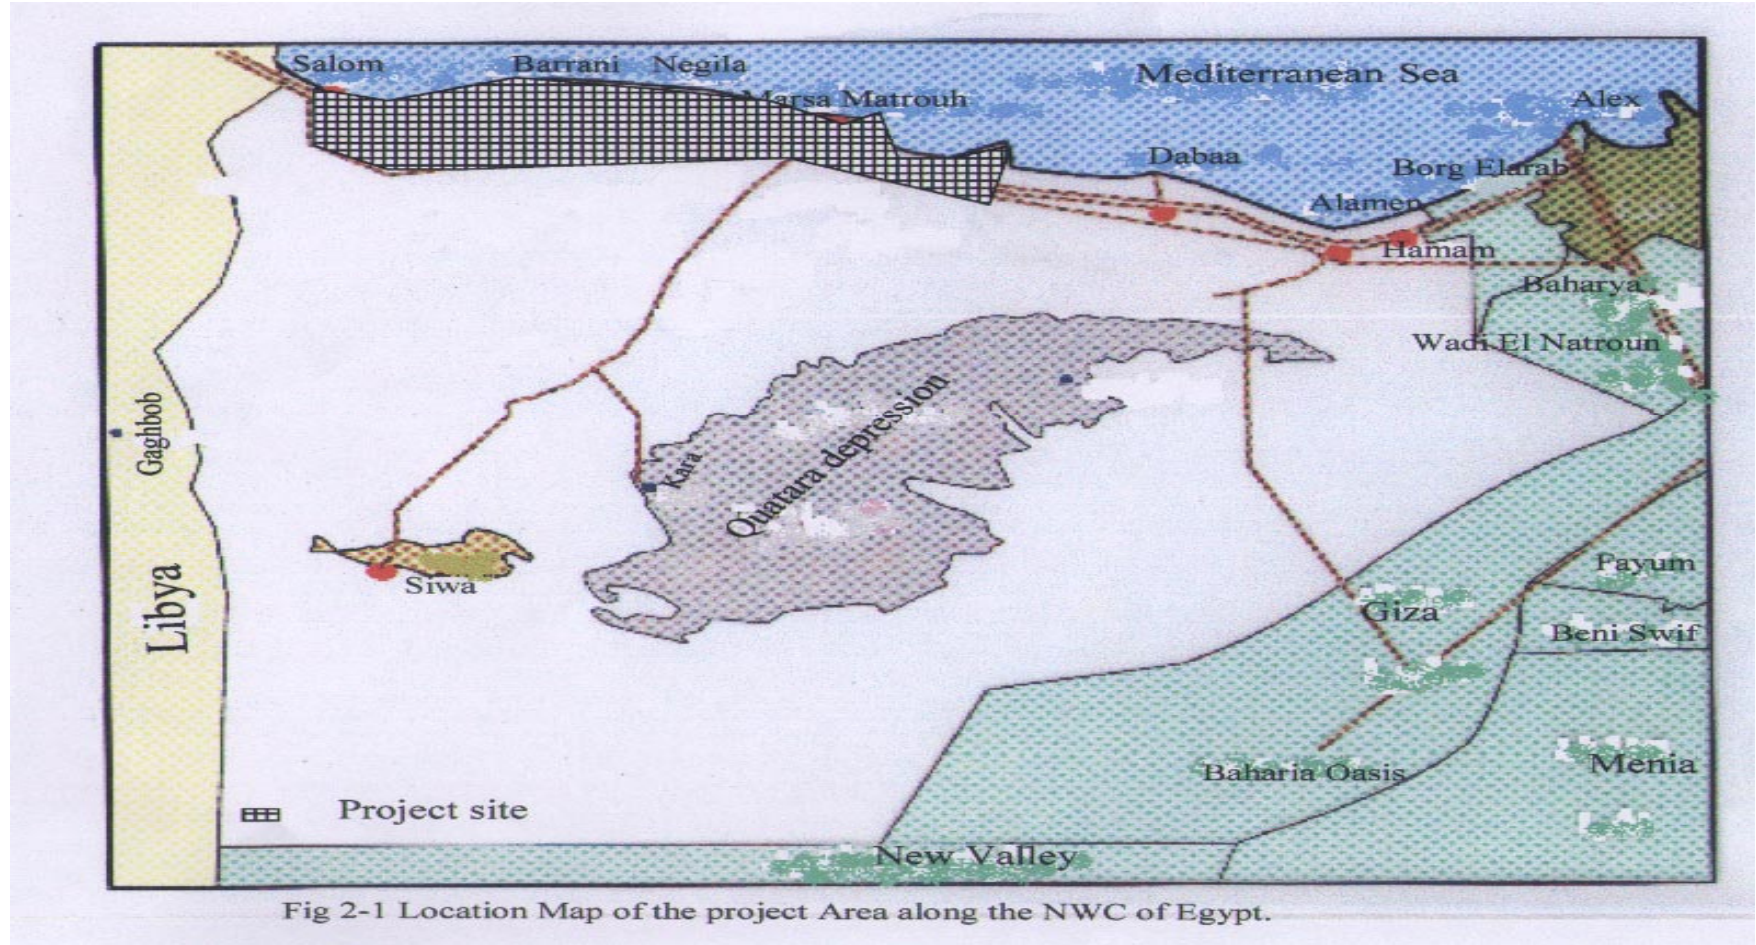 Salom
Barrani
Negila
Mediterranean Sea
Marsa Matrouh
Alex
Dabaa
Borg Elarab
Alamen
Hamam
Baharya
Wadi El Natroun
Gaghbob
Quatara depression
Kara
Siwa
Libya
Payum
Giza
Beni Swif
Menia
Baharia Oasis
Project site
New Valley
Fig 2-1 Location Map of the project Area along the NWC of Egypt.